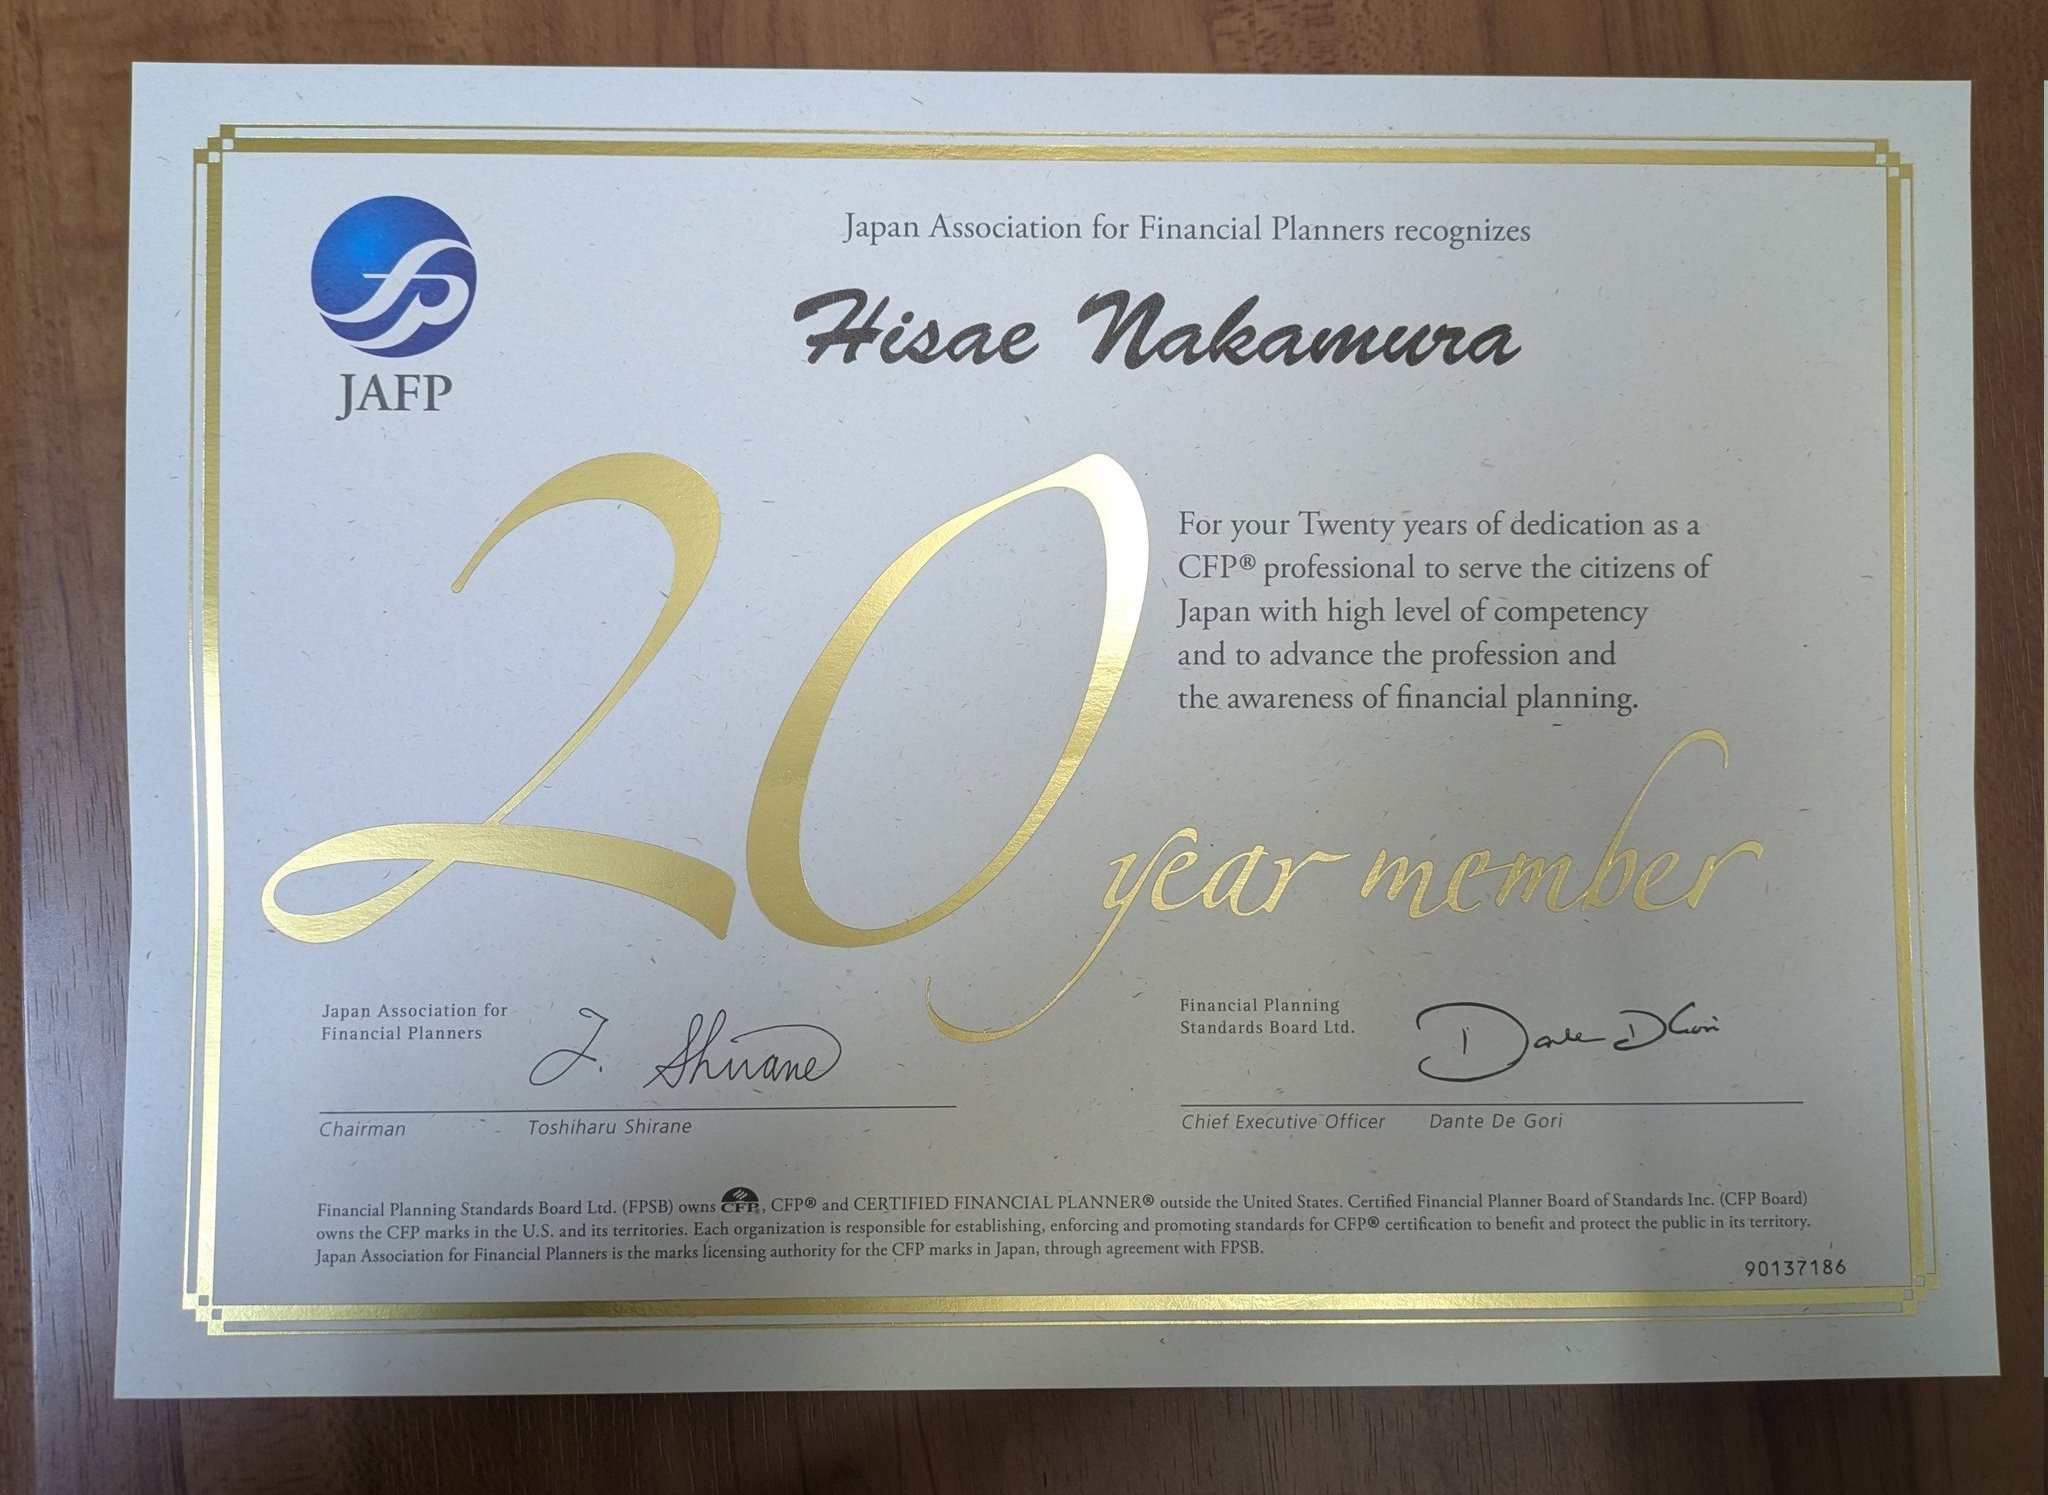 JAFP
Japan Association for Financial Planners recognizes
Hisae Nakamura
20 year member
For your Twenty years of dedication as a
CFP® professional to serve the citizens of
Japan with high level of competency
and to advance the profession and
the awareness of financial planning.
Japan Association for
Financial Planners
T. Shirane
Chairman Toshiharu Shirane
Financial Planning
Standards Board Ltd.
Dante De Gori
Chief Executive Officer Dante De Gori
Financial Planning Standards Board Ltd. (FPSB) owns CFP®, CFP® and CERTIFIED FINANCIAL PLANNER® outside the United States. Certified Financial Planner Board of Standards Inc. (CFP Board)
owns the CFP marks in the U.S. and its territories. Each organization is responsible for establishing, enforcing and promoting standards for CFP® certification to benefit and protect the public in its territory.
Japan Association for Financial Planners is the marks licensing authority for the CFP marks in Japan, through agreement with FPSB.
90137186